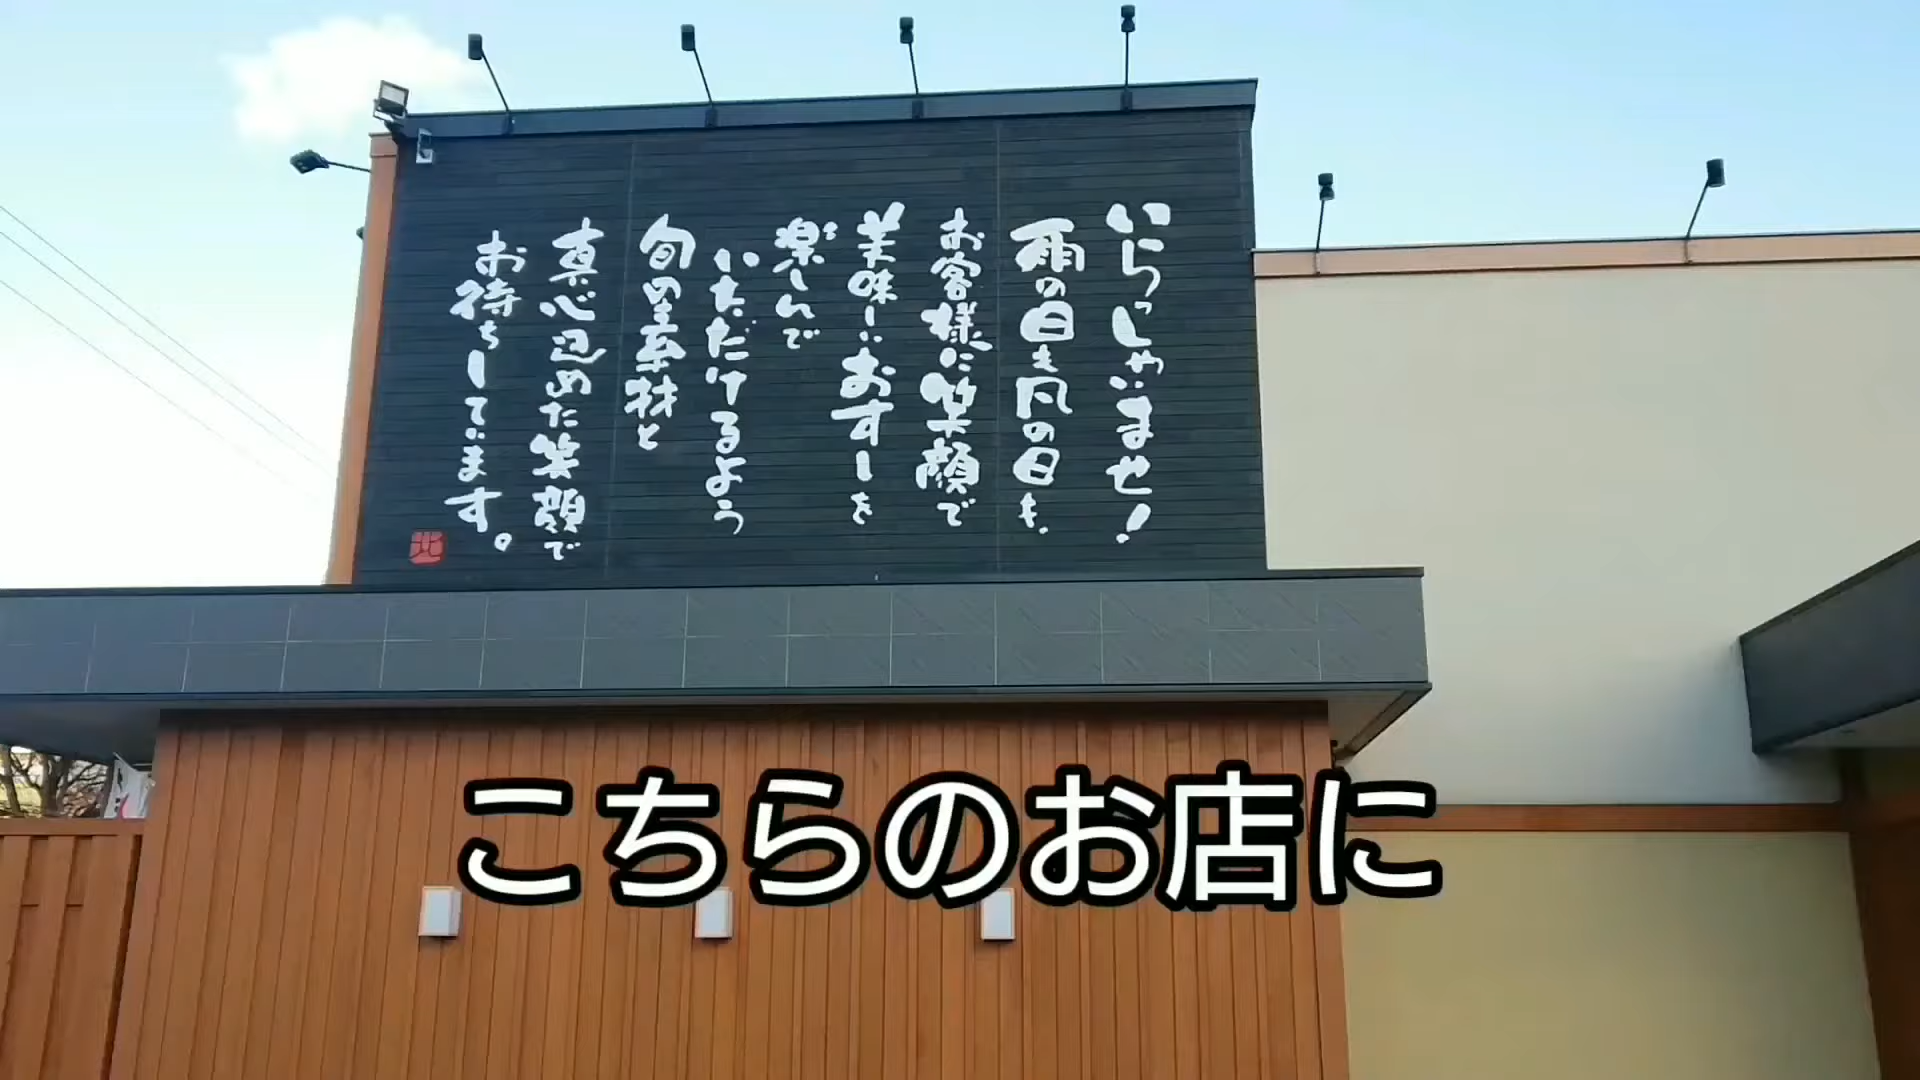 いらっしゃいませ!
雨の日も風の日も、
お客様に笑顔で
美味しいおすしを
楽しんで
いただけるよう
旬の素材と
真心込めた笑顔で
お待ちしています。
こちらのお店に